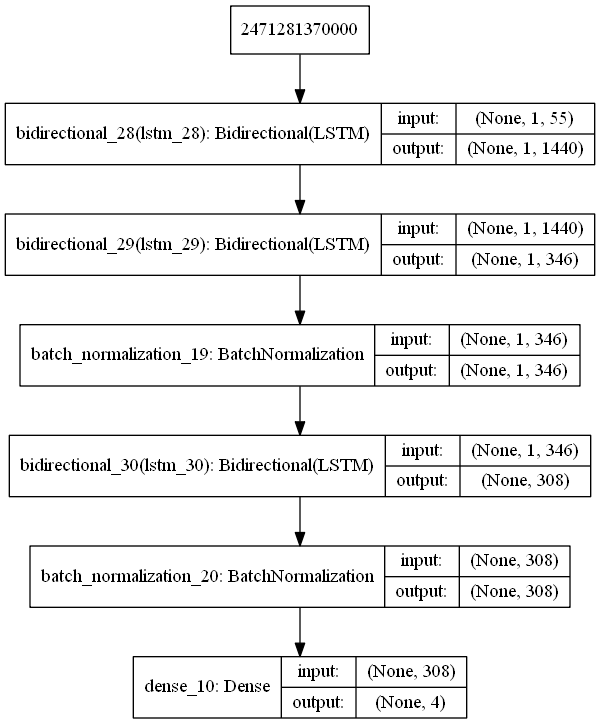 2471281370000
bidirectional_28(lstm_28): Bidirectional(LSTM)
input: (None, 1, 55)
output: (None, 1, 1440)
bidirectional_29(lstm_29): Bidirectional(LSTM)
input: (None, 1, 1440)
output: (None, 1, 346)
batch_normalization_19: BatchNormalization
input: (None, 1, 346)
output: (None, 1, 346)
bidirectional_30(lstm_30): Bidirectional(LSTM)
input: (None, 1, 346)
output: (None, 308)
batch_normalization_20: BatchNormalization
input: (None, 308)
output: (None, 308)
dense_10: Dense
input: (None, 308)
output: (None, 4)